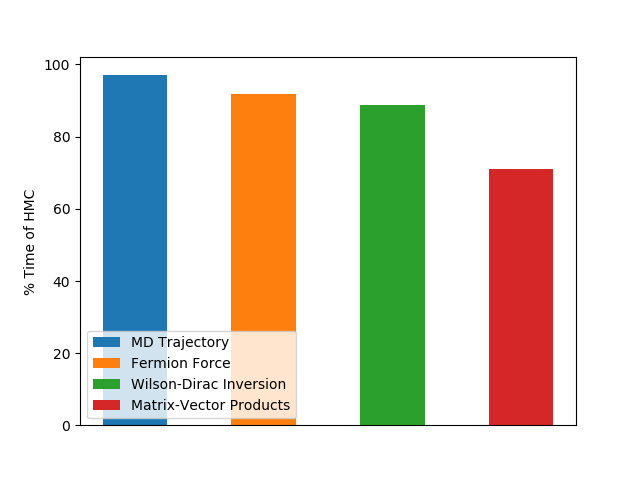 100
80
60
40
20
0
% Time of HMC
MD Trajectory
Fermion Force
Wilson-Dirac Inversion
Matrix-Vector Products